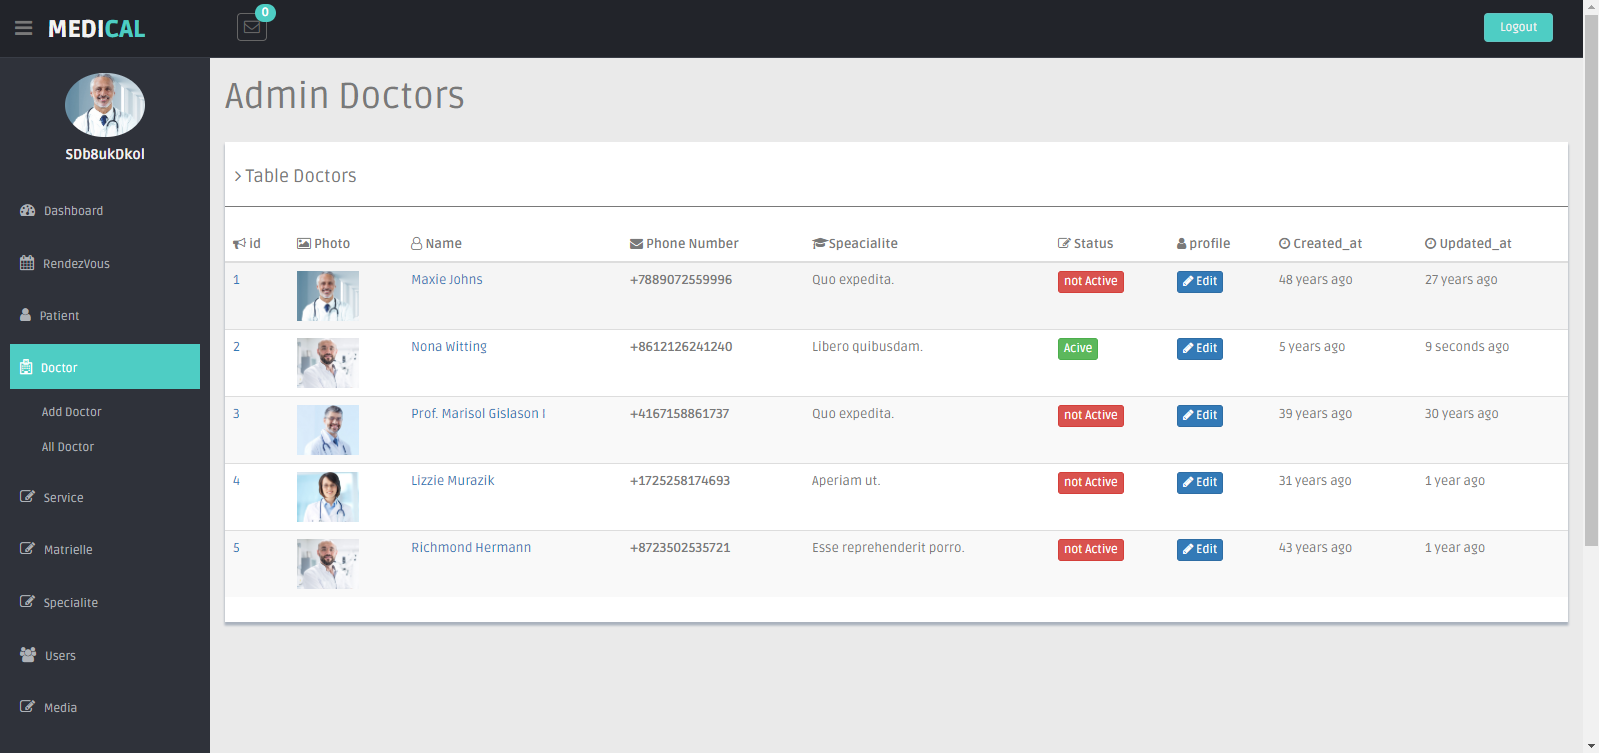 MEDICAL
0
Logout
SDb8ukDkol
Dashboard
RendezVous
Patient
Doctor
Add Doctor
All Doctor
Service
Matrielle
Specialite
Users
Media
Admin Doctors
Table Doctors
id Photo Name Phone Number Speacialite Status profile Created_at Updated_at
1 Maxie Johns +7889072559996 Quo expedita. not Active Edit 48 years ago 27 years ago
2 Nona Witting +8612126241240 Libero quibusdam. Acive Edit 5 years ago 9 seconds ago
3 Prof. Marisol Gislason I +4167158861737 Quo expedita. not Active Edit 39 years ago 30 years ago
4 Lizzie Murazik +1725258174693 Aperiam ut. not Active Edit 31 years ago 1 year ago
5 Richmond Hermann +8723502535721 Esse reprehenderit porro. not Active Edit 43 years ago 1 year ago